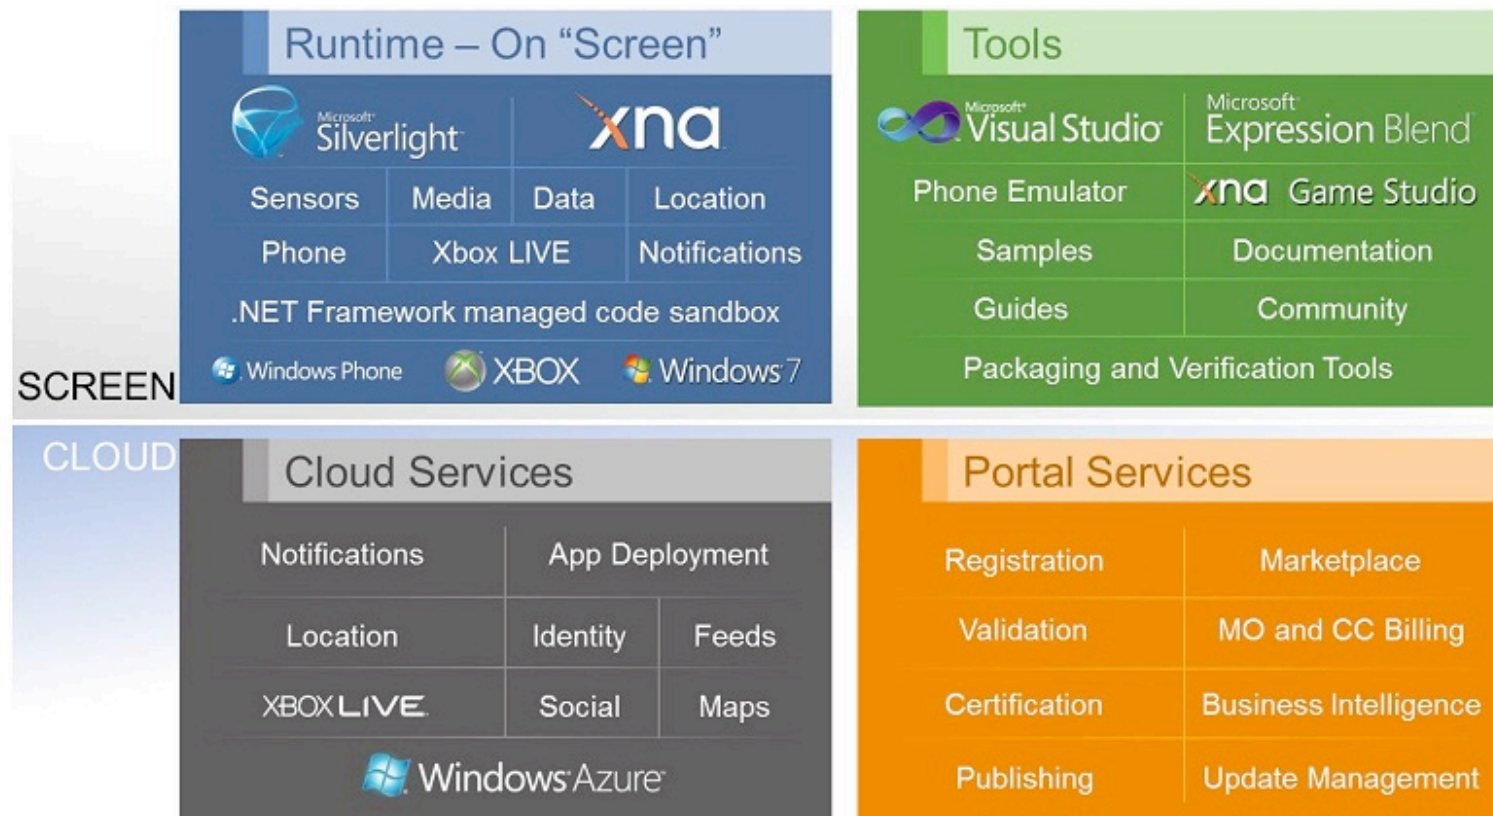 Runtime – On “Screen”
Microsoft®
Silverlight™
xna
Sensors Media Data Location
Phone Xbox LIVE Notifications
.NET Framework managed code sandbox
Windows Phone XBOX Windows 7
SCREEN
Tools
Microsoft® Visual Studio®
Microsoft® Expression Blend™
Phone Emulator xna Game Studio
Samples Documentation
Guides Community
Packaging and Verification Tools
CLOUD
Cloud Services
Notifications App Deployment
Location Identity Feeds
XBOX LIVE Social Maps
Windows® Azure™
Portal Services
Registration Marketplace
Validation MO and CC Billing
Certification Business Intelligence
Publishing Update Management